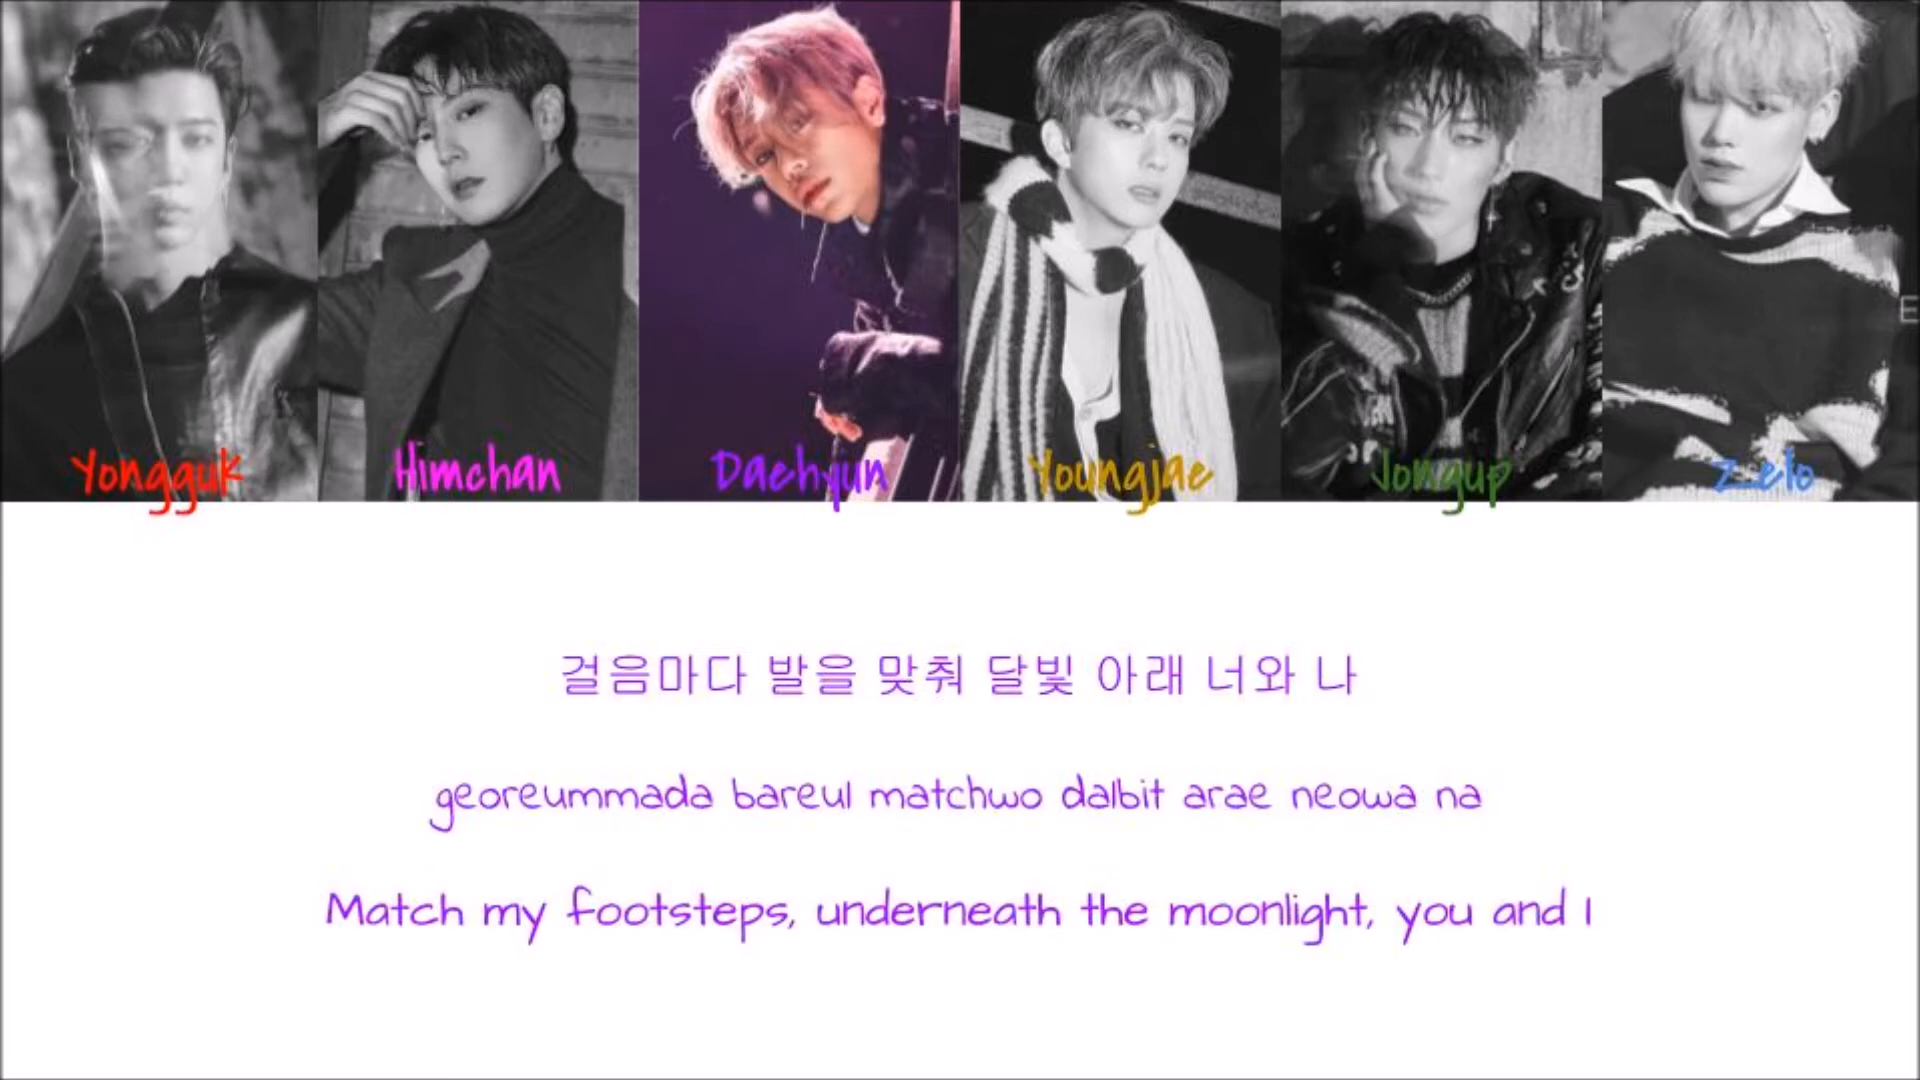 Yongguk Himchan Daehyun Youngjae Jongup Zelo
E
걸음마다 발을 맞춰 달빛 아래 너와 나
georeummada bareul matchwo dalbit arae neowa na
Match my footsteps, underneath the moonlight, you and I